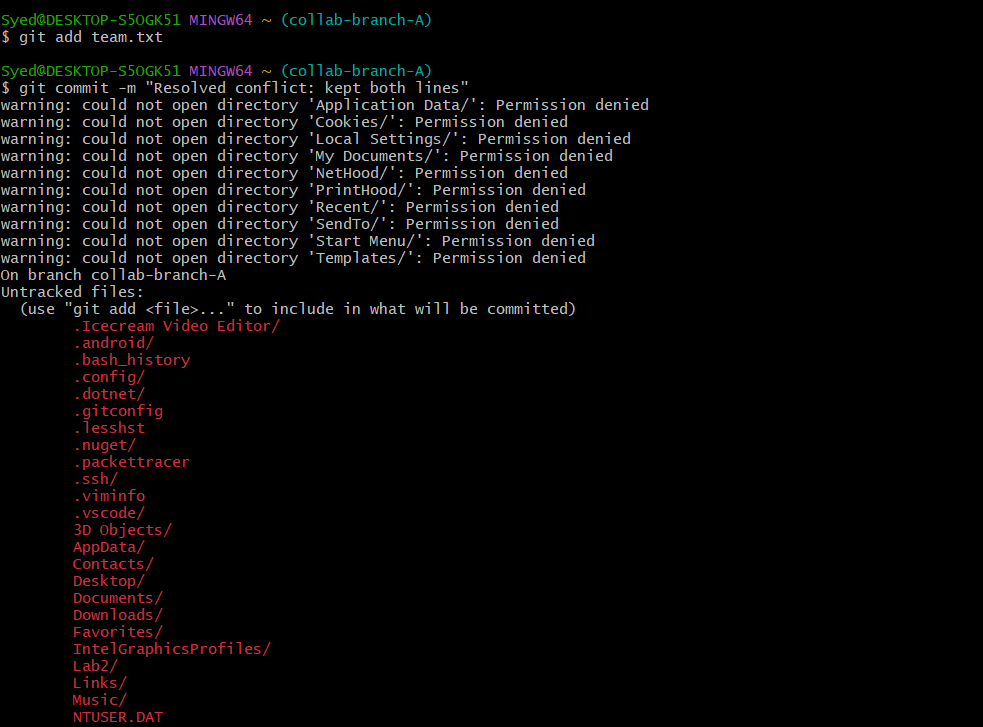 Syed@DESKTOP-S5OGK51 MINGW64 ~ (collab-branch-A)
$ git add team.txt
Syed@DESKTOP-S5OGK51 MINGW64 ~ (collab-branch-A)
$ git commit -m "Resolved conflict: kept both lines"
warning: could not open directory 'Application Data/': Permission denied
warning: could not open directory 'Cookies/': Permission denied
warning: could not open directory 'Local Settings/': Permission denied
warning: could not open directory 'My Documents/': Permission denied
warning: could not open directory 'NetHood/': Permission denied
warning: could not open directory 'PrintHood/': Permission denied
warning: could not open directory 'Recent/': Permission denied
warning: could not open directory 'SendTo/': Permission denied
warning: could not open directory 'Start Menu/': Permission denied
warning: could not open directory 'Templates/': Permission denied
On branch collab-branch-A
Untracked files:
  (use "git add <file>..." to include in what will be committed)
        .Icecream Video Editor/
        .android/
        .bash_history
        .config/
        .dotnet/
        .gitconfig
        .lesshst
        .nuget/
        .packettracer
        .ssh/
        .viminfo
        .vscode/
        3D Objects/
        AppData/
        Contacts/
        Desktop/
        Documents/
        Downloads/
        Favorites/
        IntelGraphicsProfiles/
        Lab2/
        Links/
        Music/
        NTUSER.DAT